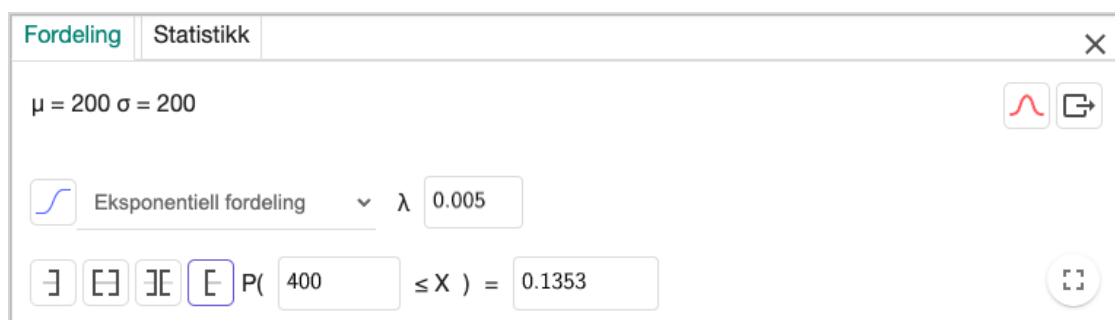 Fordeling Statistikk
μ = 200 σ = 200
Eksponentiell fordeling λ 0.005
P( 400 ≤ X ) = 0.1353